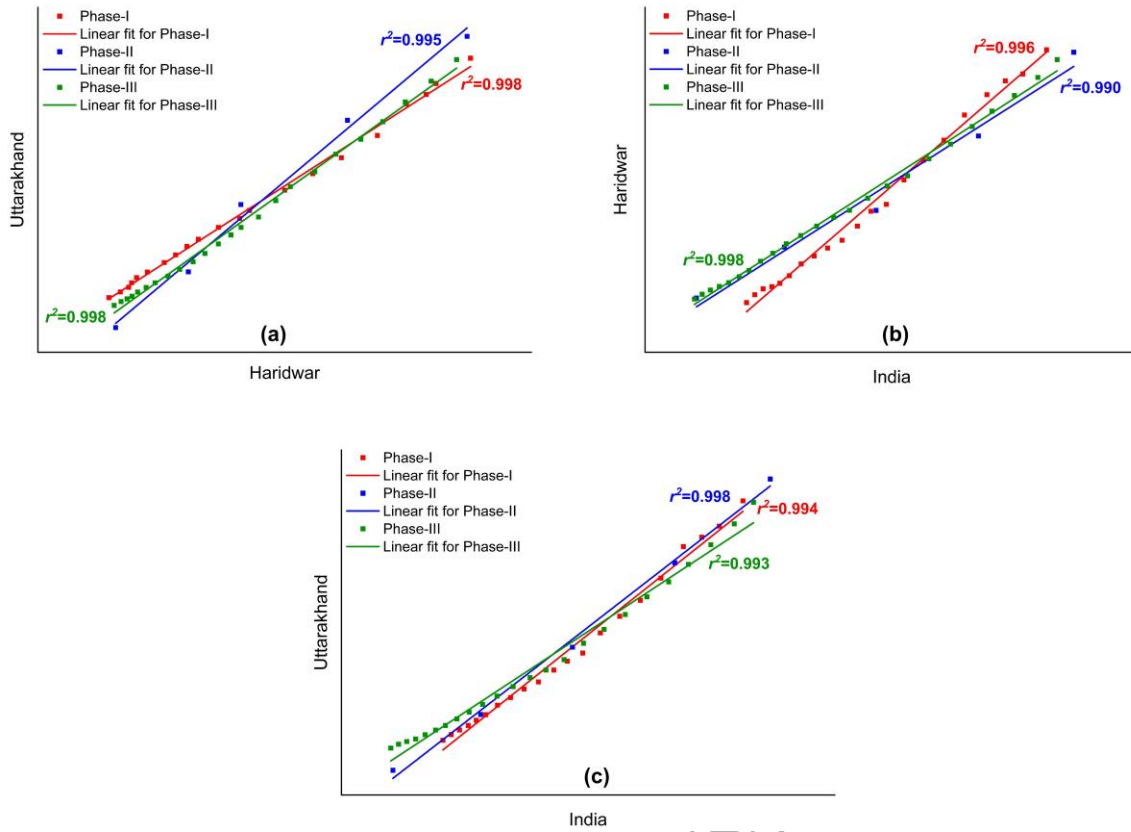 Phase-I
Linear fit for Phase-I
Phase-II
Linear fit for Phase-II
Phase-III
Linear fit for Phase-III
r²=0.995
r²=0.998
r²=0.998
(a)
Uttarakhand
Haridwar
Phase-I
Linear fit for Phase-I
Phase-II
Linear fit for Phase-II
Phase-III
Linear fit for Phase-III
r²=0.996
r²=0.990
r²=0.998
(b)
Haridwar
India
Phase-I
Linear fit for Phase-I
Phase-II
Linear fit for Phase-II
Phase-III
Linear fit for Phase-III
r²=0.998
r²=0.994
r²=0.993
(c)
Uttarakhand
India